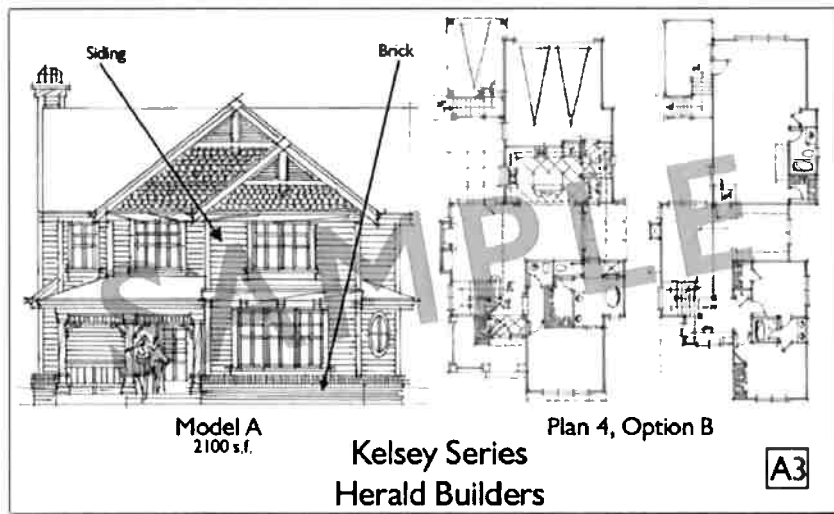 Siding
Brick
SAMPLE
Model A
2100 s.f.
Plan 4, Option B
Kelsey Series
Herald Builders
A3